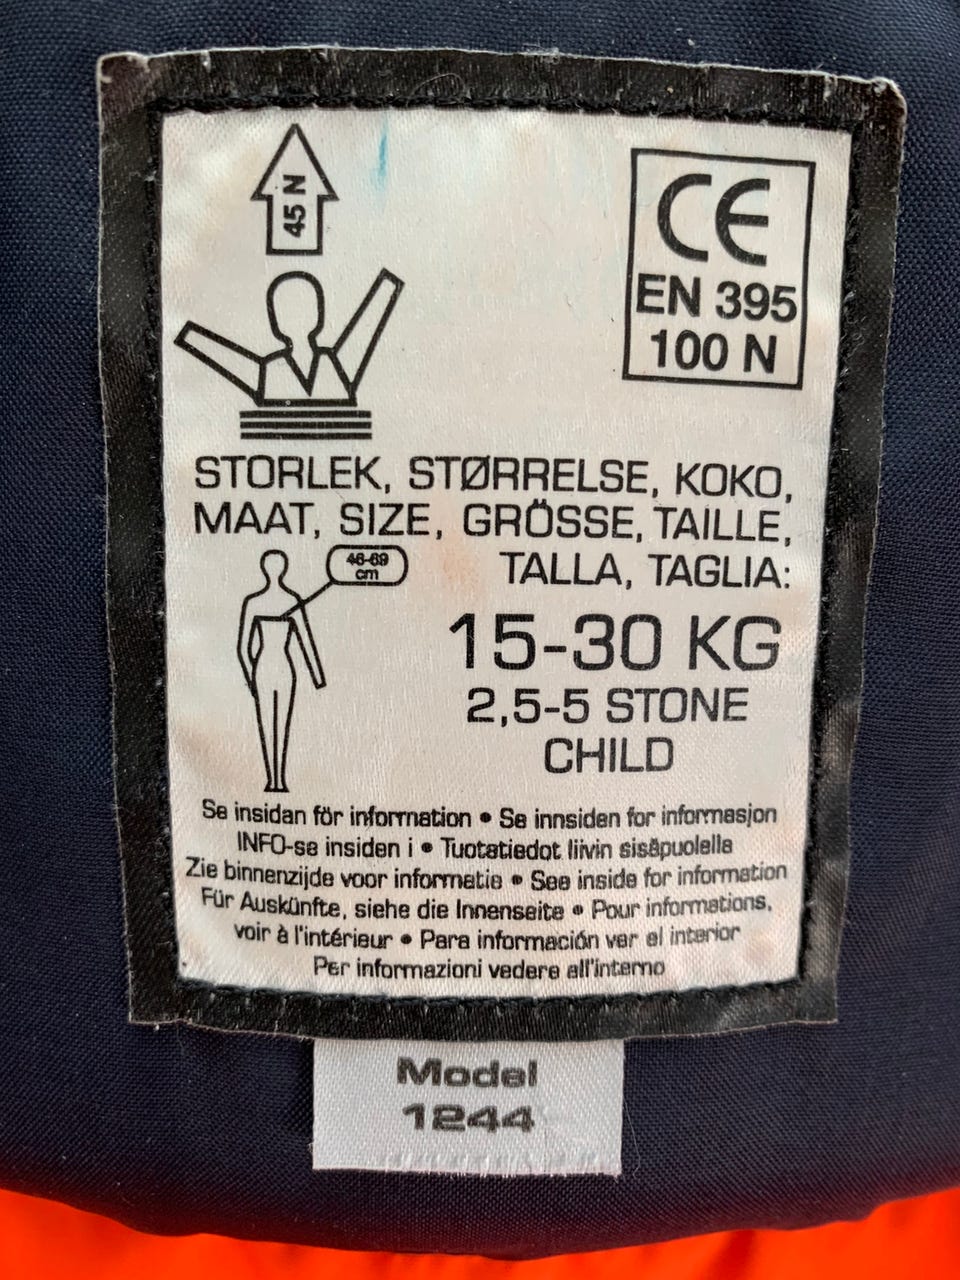 45 N
CE
EN 395
100 N
STORLEK, STØRRELSE, KOKO,
MAAT, SIZE, GRÖSSE, TAILLE,
TALLA, TAGLIA:
46-69
cm
15-30 KG
2,5-5 STONE
CHILD
Se insidan för information • Se innsiden for informasjon
INFO-se insiden i • Tuotetiedot liivin sisäpuolella
Zie binnenzijde voor informatie • See inside for information
Für Auskünfte, siehe die Innenseite • Pour informations,
voir à l'intérieur • Para información ver el interior
Per informazioni vedere all'interno
Model
1244